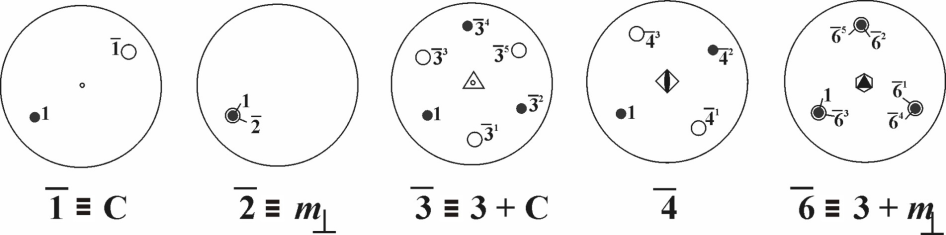 1̅ 1
1 2̅
3̅⁴ 3̅³ 3̅⁵ 1 3̅² 3̅¹
4̅³ 4̅² 1 4̅¹
6̅⁵ 6̅² 1 6̅³ 6̅¹ 6̅⁴
1̅ ≡ C 2̅ ≡ m⊥ 3̅ ≡ 3 + C 4̅ 6̅ ≡ 3 + m⊥